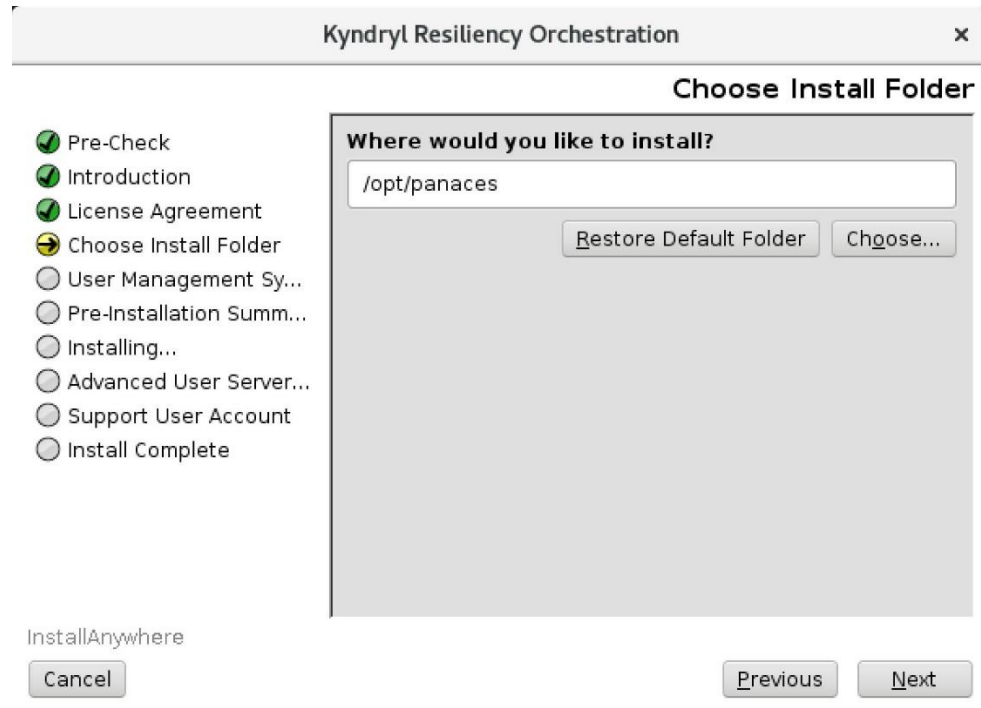 Kyndryl Resiliency Orchestration
×
Choose Install Folder
Pre-Check
Introduction
License Agreement
Choose Install Folder
User Management Sy...
Pre-Installation Summ...
Installing...
Advanced User Server...
Support User Account
Install Complete
Where would you like to install?
/opt/panaces
Restore Default Folder
Choose...
InstallAnywhere
Cancel
Previous
Next